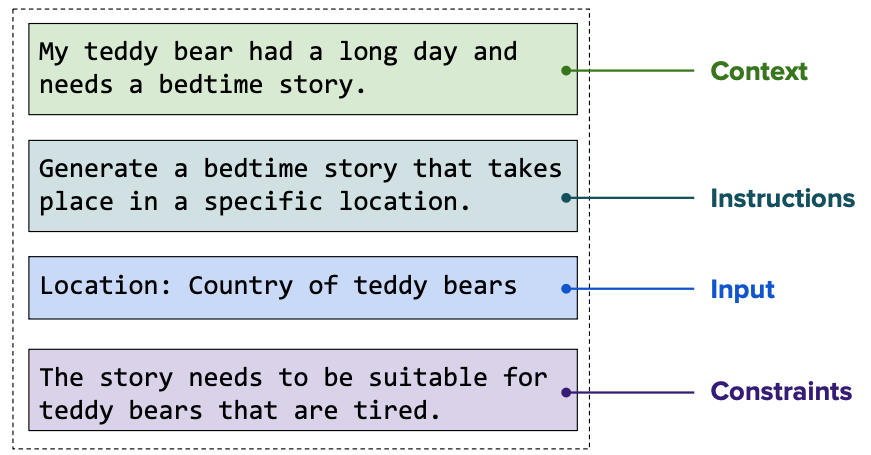 My teddy bear had a long day and
needs a bedtime story.
Context
Generate a bedtime story that takes
place in a specific location.
Instructions
Location: Country of teddy bears
Input
The story needs to be suitable for
teddy bears that are tired.
Constraints